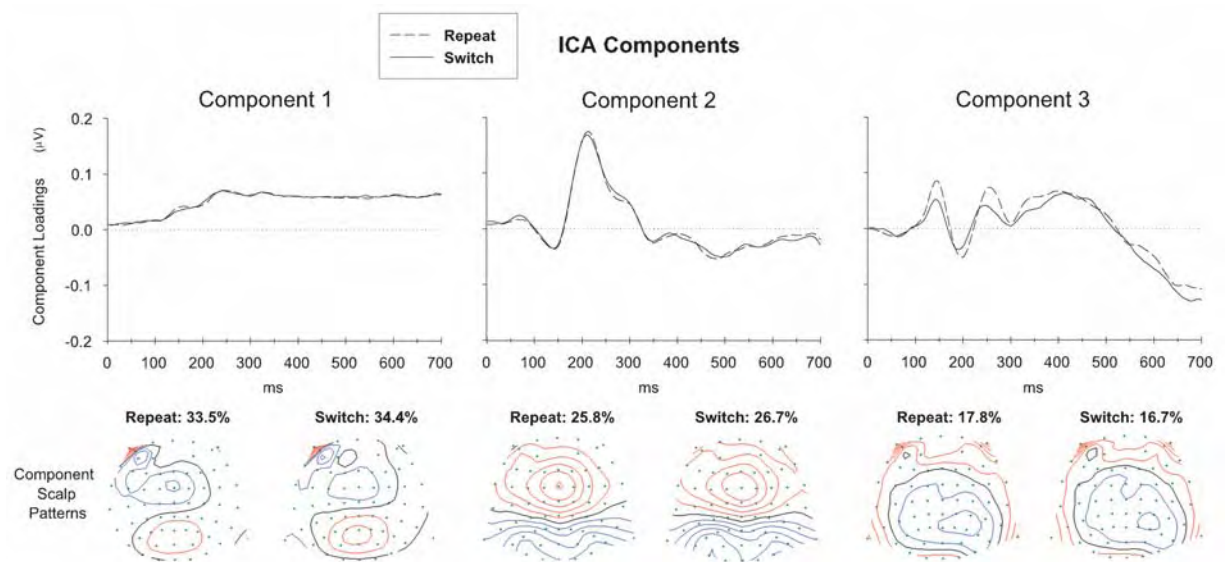 Repeat
Switch
ICA Components
Component 1
Component 2
Component 3
Component Loadings (µV)
0.2
0.1
0.0
-0.1
-0.2
0 100 200 300 400 500 600 700
0 100 200 300 400 500 600 700
0 100 200 300 400 500 600 700
ms
ms
ms
Repeat: 33.5%
Switch: 34.4%
Repeat: 25.8%
Switch: 26.7%
Repeat: 17.8%
Switch: 16.7%
Component
Scalp
Patterns